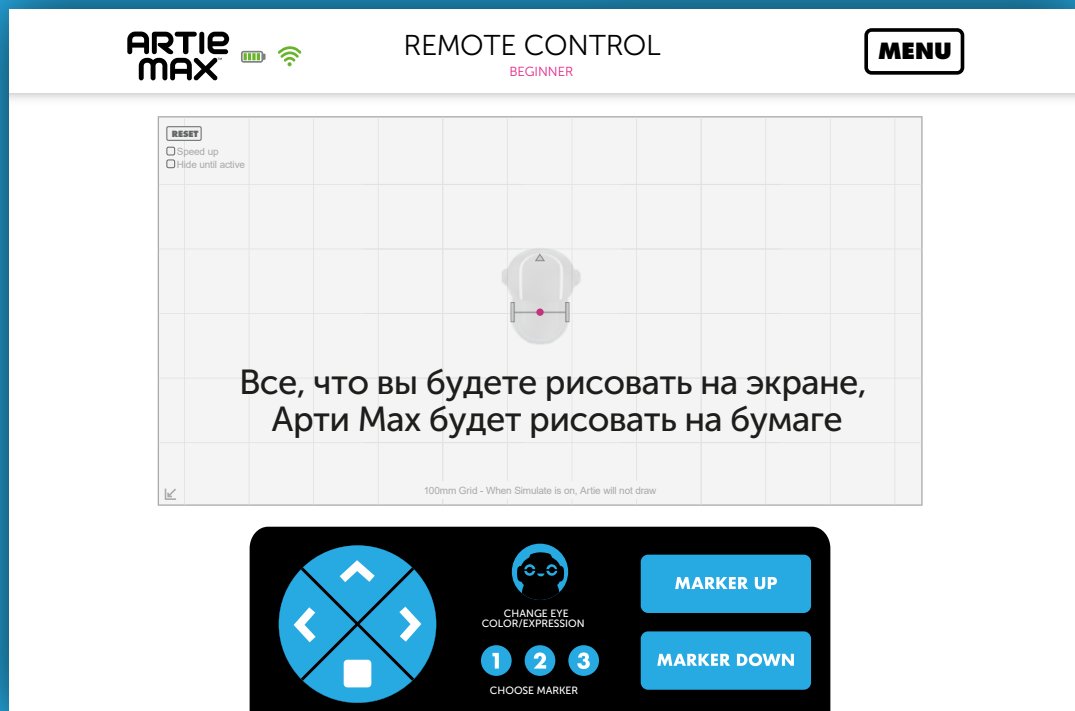 ARTIE
MAX
REMOTE CONTROL
BEGINNER
MENU
RESET
Speed up
Hide until active
Все, что вы будете рисовать на экране,
Арти Мах будет рисовать на бумаге
100mm Grid - When Simulate is on, Artie will not draw
CHANGE EYE
COLOR/EXPRESSION
1 2 3
CHOOSE MARKER
MARKER UP
MARKER DOWN